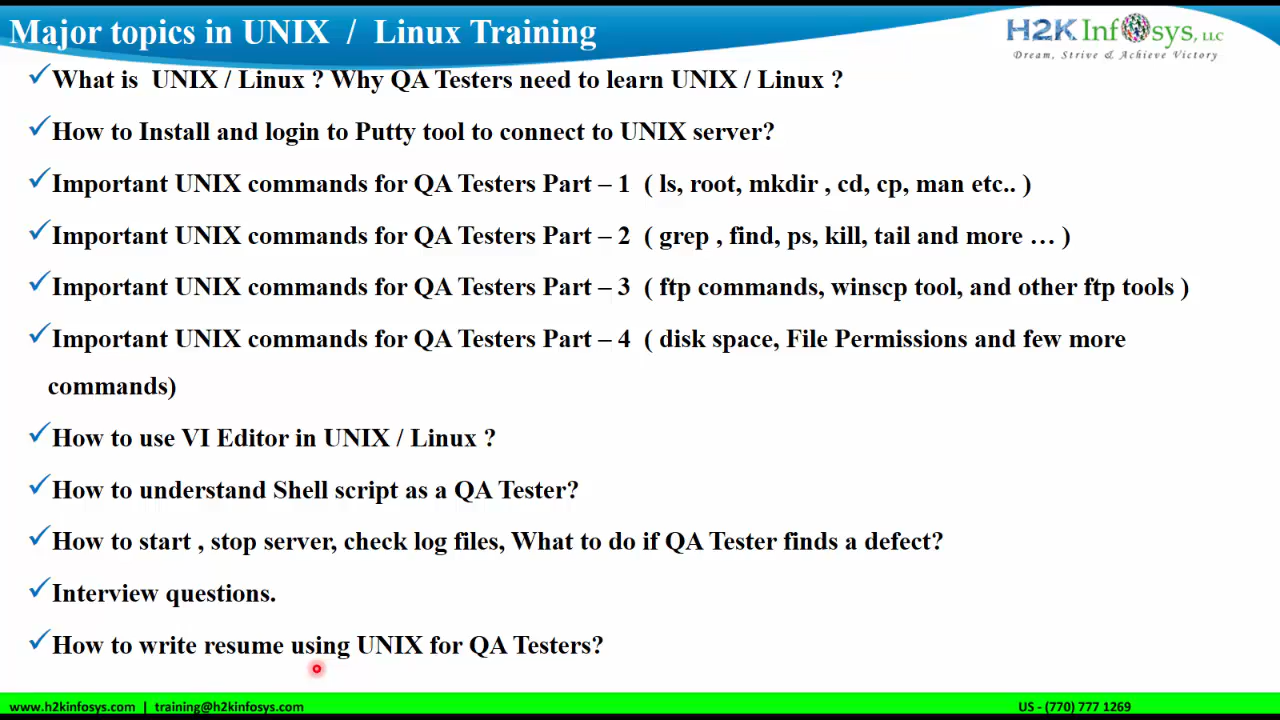 Major topics in UNIX / Linux Training
H2K Infosys, LLC
Dream, Strive & Achieve Victory
What is UNIX / Linux ? Why QA Testers need to learn UNIX / Linux ?
How to Install and login to Putty tool to connect to UNIX server?
Important UNIX commands for QA Testers Part – 1 ( ls, root, mkdir , cd, cp, man etc.. )
Important UNIX commands for QA Testers Part – 2 ( grep , find, ps, kill, tail and more … )
Important UNIX commands for QA Testers Part – 3 ( ftp commands, winscp tool, and other ftp tools )
Important UNIX commands for QA Testers Part – 4 ( disk space, File Permissions and few more
commands)
How to use VI Editor in UNIX / Linux ?
How to understand Shell script as a QA Tester?
How to start , stop server, check log files, What to do if QA Tester finds a defect?
Interview questions.
How to write resume using UNIX for QA Testers?
www.h2kinfosys.com | training@h2kinfosys.com
US - (770) 777 1269